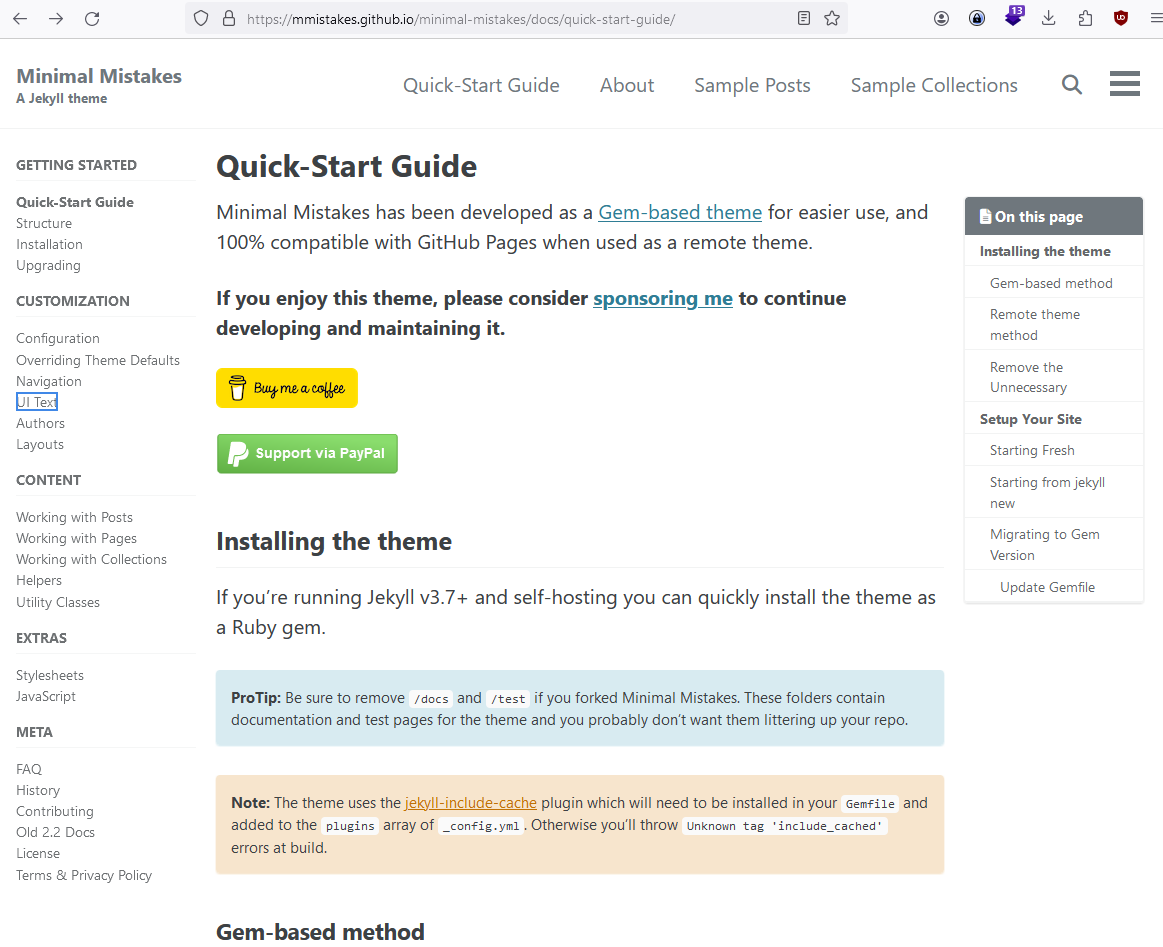 https://mmistakes.github.io/minimal-mistakes/docs/quick-start-guide/
13
Minimal Mistakes
A Jekyll theme
Quick-Start Guide
About
Sample Posts
Sample Collections
GETTING STARTED
Quick-Start Guide
Structure
Installation
Upgrading
CUSTOMIZATION
Configuration
Overriding Theme Defaults
Navigation
UI Text
Authors
Layouts
CONTENT
Working with Posts
Working with Pages
Working with Collections
Helpers
Utility Classes
EXTRAS
Stylesheets
JavaScript
META
FAQ
History
Contributing
Old 2.2 Docs
License
Terms & Privacy Policy
Quick-Start Guide
Minimal Mistakes has been developed as a Gem-based theme for easier use, and
100% compatible with GitHub Pages when used as a remote theme.
If you enjoy this theme, please consider sponsoring me to continue
developing and maintaining it.
Buy me a coffee
Support via PayPal
Installing the theme
If you’re running Jekyll v3.7+ and self-hosting you can quickly install the theme as
a Ruby gem.
ProTip: Be sure to remove /docs and /test if you forked Minimal Mistakes. These folders contain
documentation and test pages for the theme and you probably don’t want them littering up your repo.
Note: The theme uses the jekyll-include-cache plugin which will need to be installed in your Gemfile and
added to the plugins array of _config.yml. Otherwise you’ll throw Unknown tag 'include_cached'
errors at build.
Gem-based method
On this page
Installing the theme
Gem-based method
Remote theme
method
Remove the
Unnecessary
Setup Your Site
Starting Fresh
Starting from jekyll
new
Migrating to Gem
Version
Update Gemfile